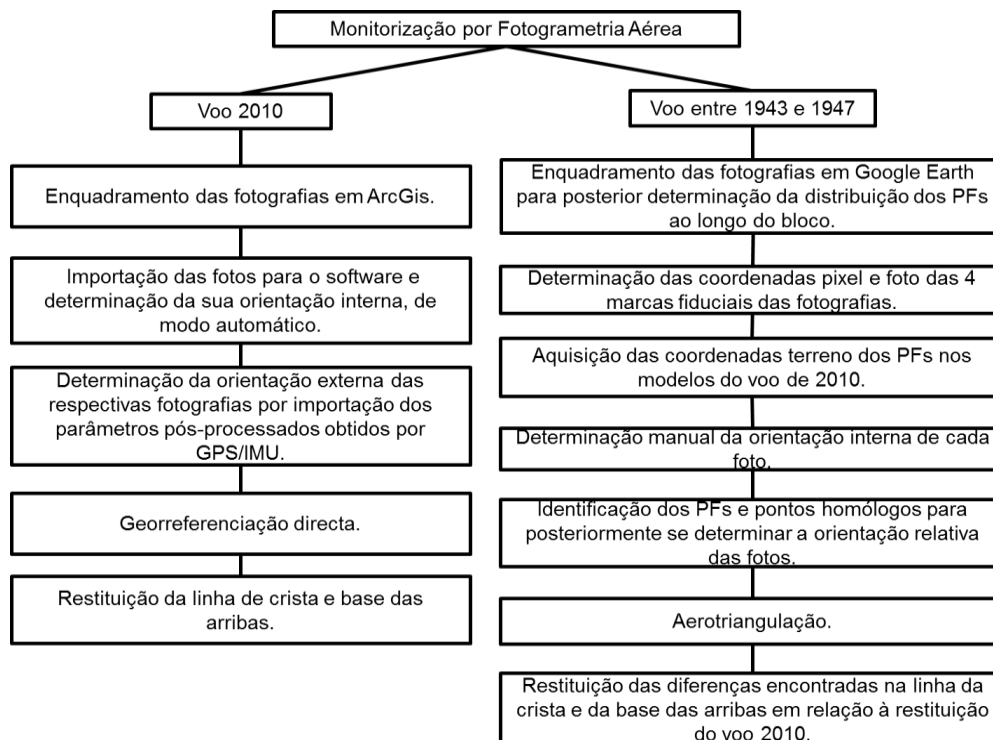 Monitorização por Fotogrametria Aérea
Voo 2010
Enquadramento das fotografias em ArcGis.
Importação das fotos para o software e
determinação da sua orientação interna, de
modo automático.
Determinação da orientação externa das
respectivas fotografias por importação dos
parâmetros pós-processados obtidos por
GPS/IMU.
Georreferenciação directa.
Restituição da linha de crista e base das
arribas.
Voo entre 1943 e 1947
Enquadramento das fotografias em Google Earth
para posterior determinação da distribuição dos PFs
ao longo do bloco.
Determinação das coordenadas pixel e foto das 4
marcas fiduciais das fotografias.
Aquisição das coordenadas terreno dos PFs nos
modelos do voo de 2010.
Determinação manual da orientação interna de cada
foto.
Identificação dos PFs e pontos homólogos para
posteriormente se determinar a orientação relativa
das fotos.
Aerotriangulação.
Restituição das diferenças encontradas na linha da
crista e da base das arribas em relação à restituição
do voo 2010.